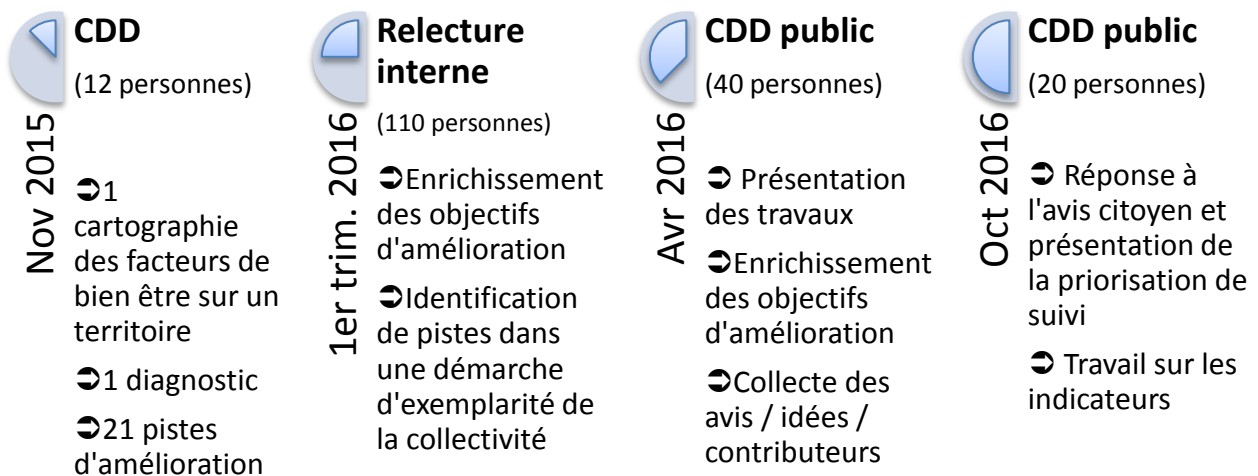 CDD
(12 personnes)
Nov 2015
➲1
cartographie
des facteurs de
bien être sur un
territoire
➲1 diagnostic
➲21 pistes
d'amélioration
Relecture
interne
(110 personnes)
1er trim. 2016
➲Enrichissement
des objectifs
d'amélioration
➲Identification
de pistes dans
une démarche
d'exemplarité de
la collectivité
CDD public
(40 personnes)
Avr 2016
➲ Présentation
des travaux
➲Enrichissement
des objectifs
d'amélioration
➲Collecte des
avis / idées /
contributeurs
CDD public
(20 personnes)
Oct 2016
➲ Réponse à
l'avis citoyen et
présentation de
la priorisation de
suivi
➲ Travail sur les
indicateurs